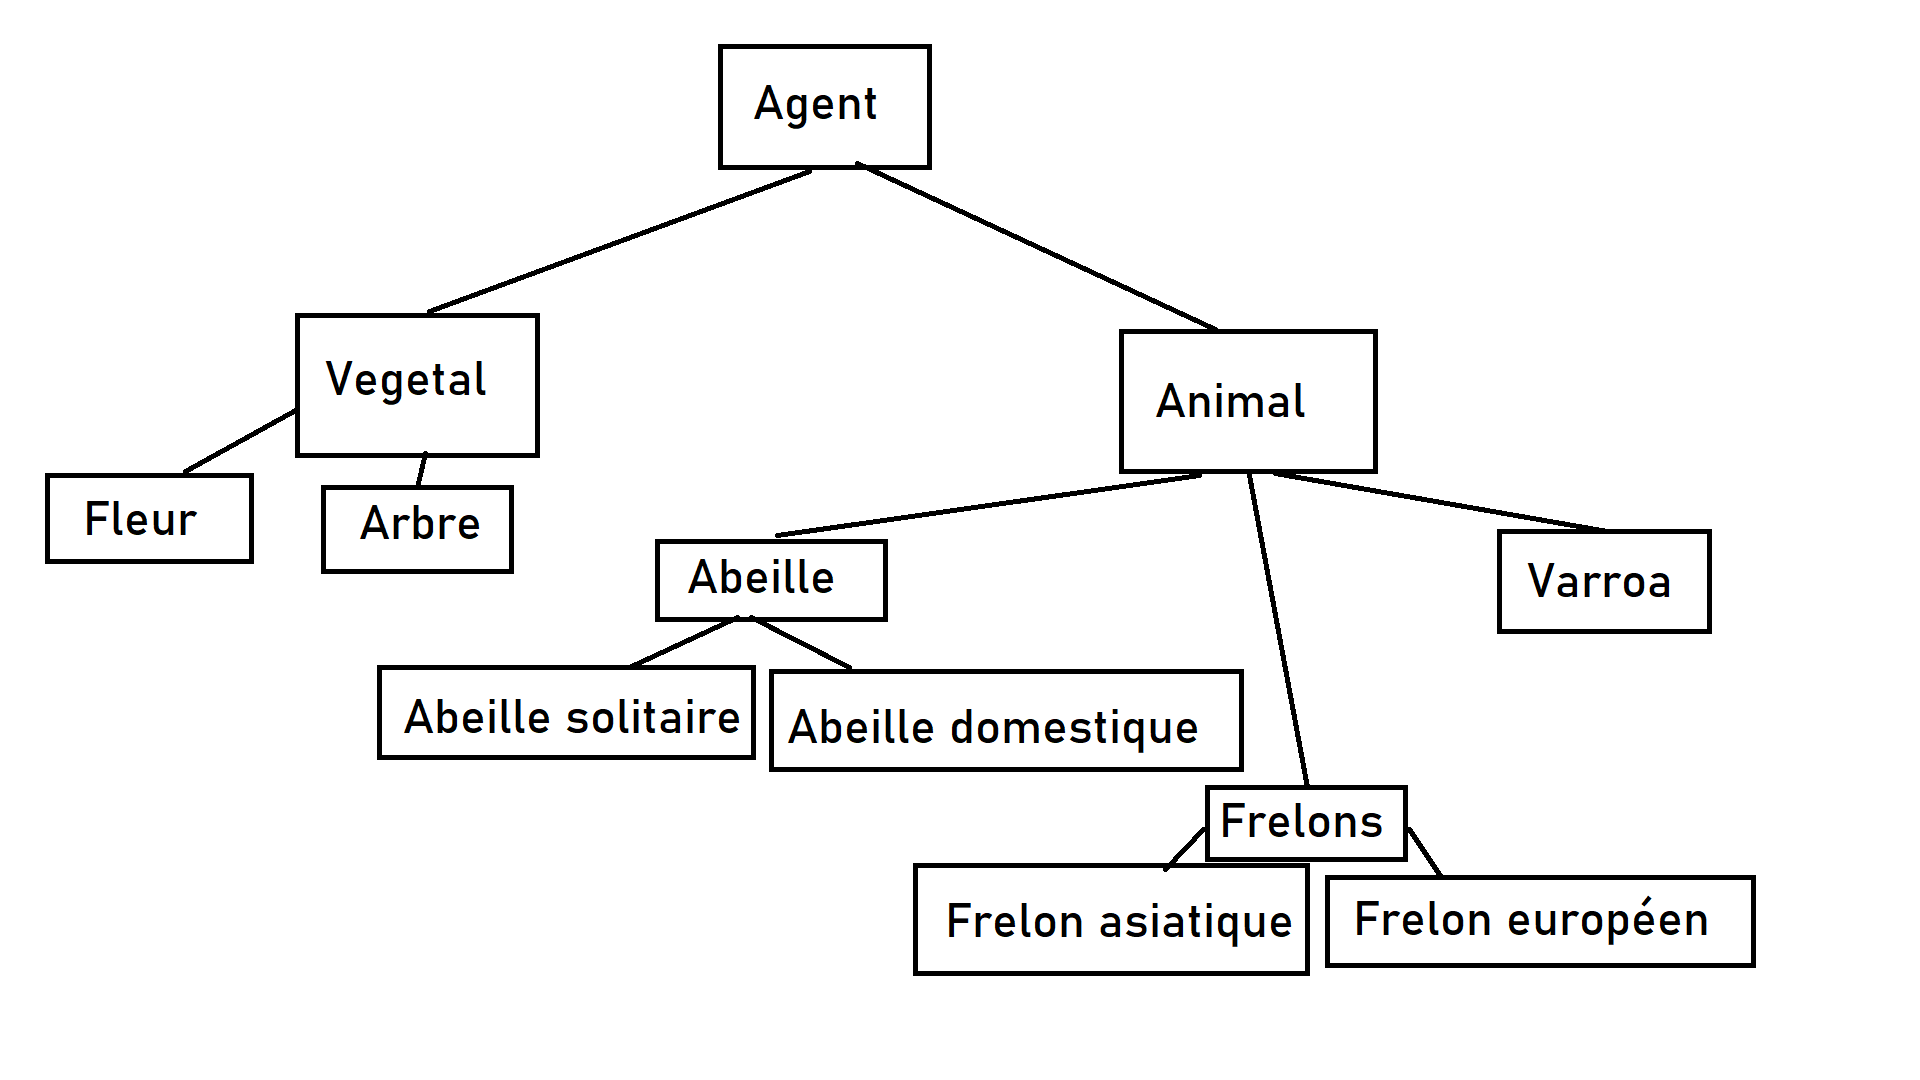 Agent
Vegetal
Animal
Fleur
Arbre
Abeille
Varroa
Abeille solitaire
Abeille domestique
Frelons
Frelon asiatique
Frelon européen